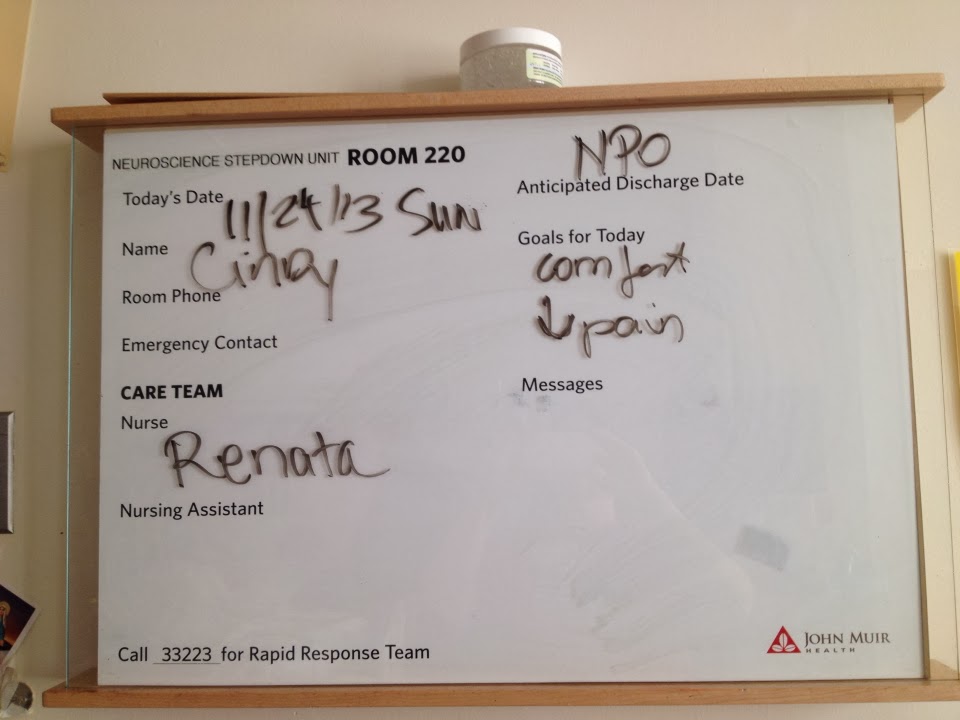 NEUROSCIENCE STEPDOWN UNIT ROOM 220
Today's Date 11/24/13 Sun
Name Cindy
Room Phone
Emergency Contact
CARE TEAM
Nurse
Renata
Nursing Assistant
Call 33223 for Rapid Response Team
NPO
Anticipated Discharge Date
Goals for Today
comfort
↓pain
Messages
JOHN MUIR
HEALTH